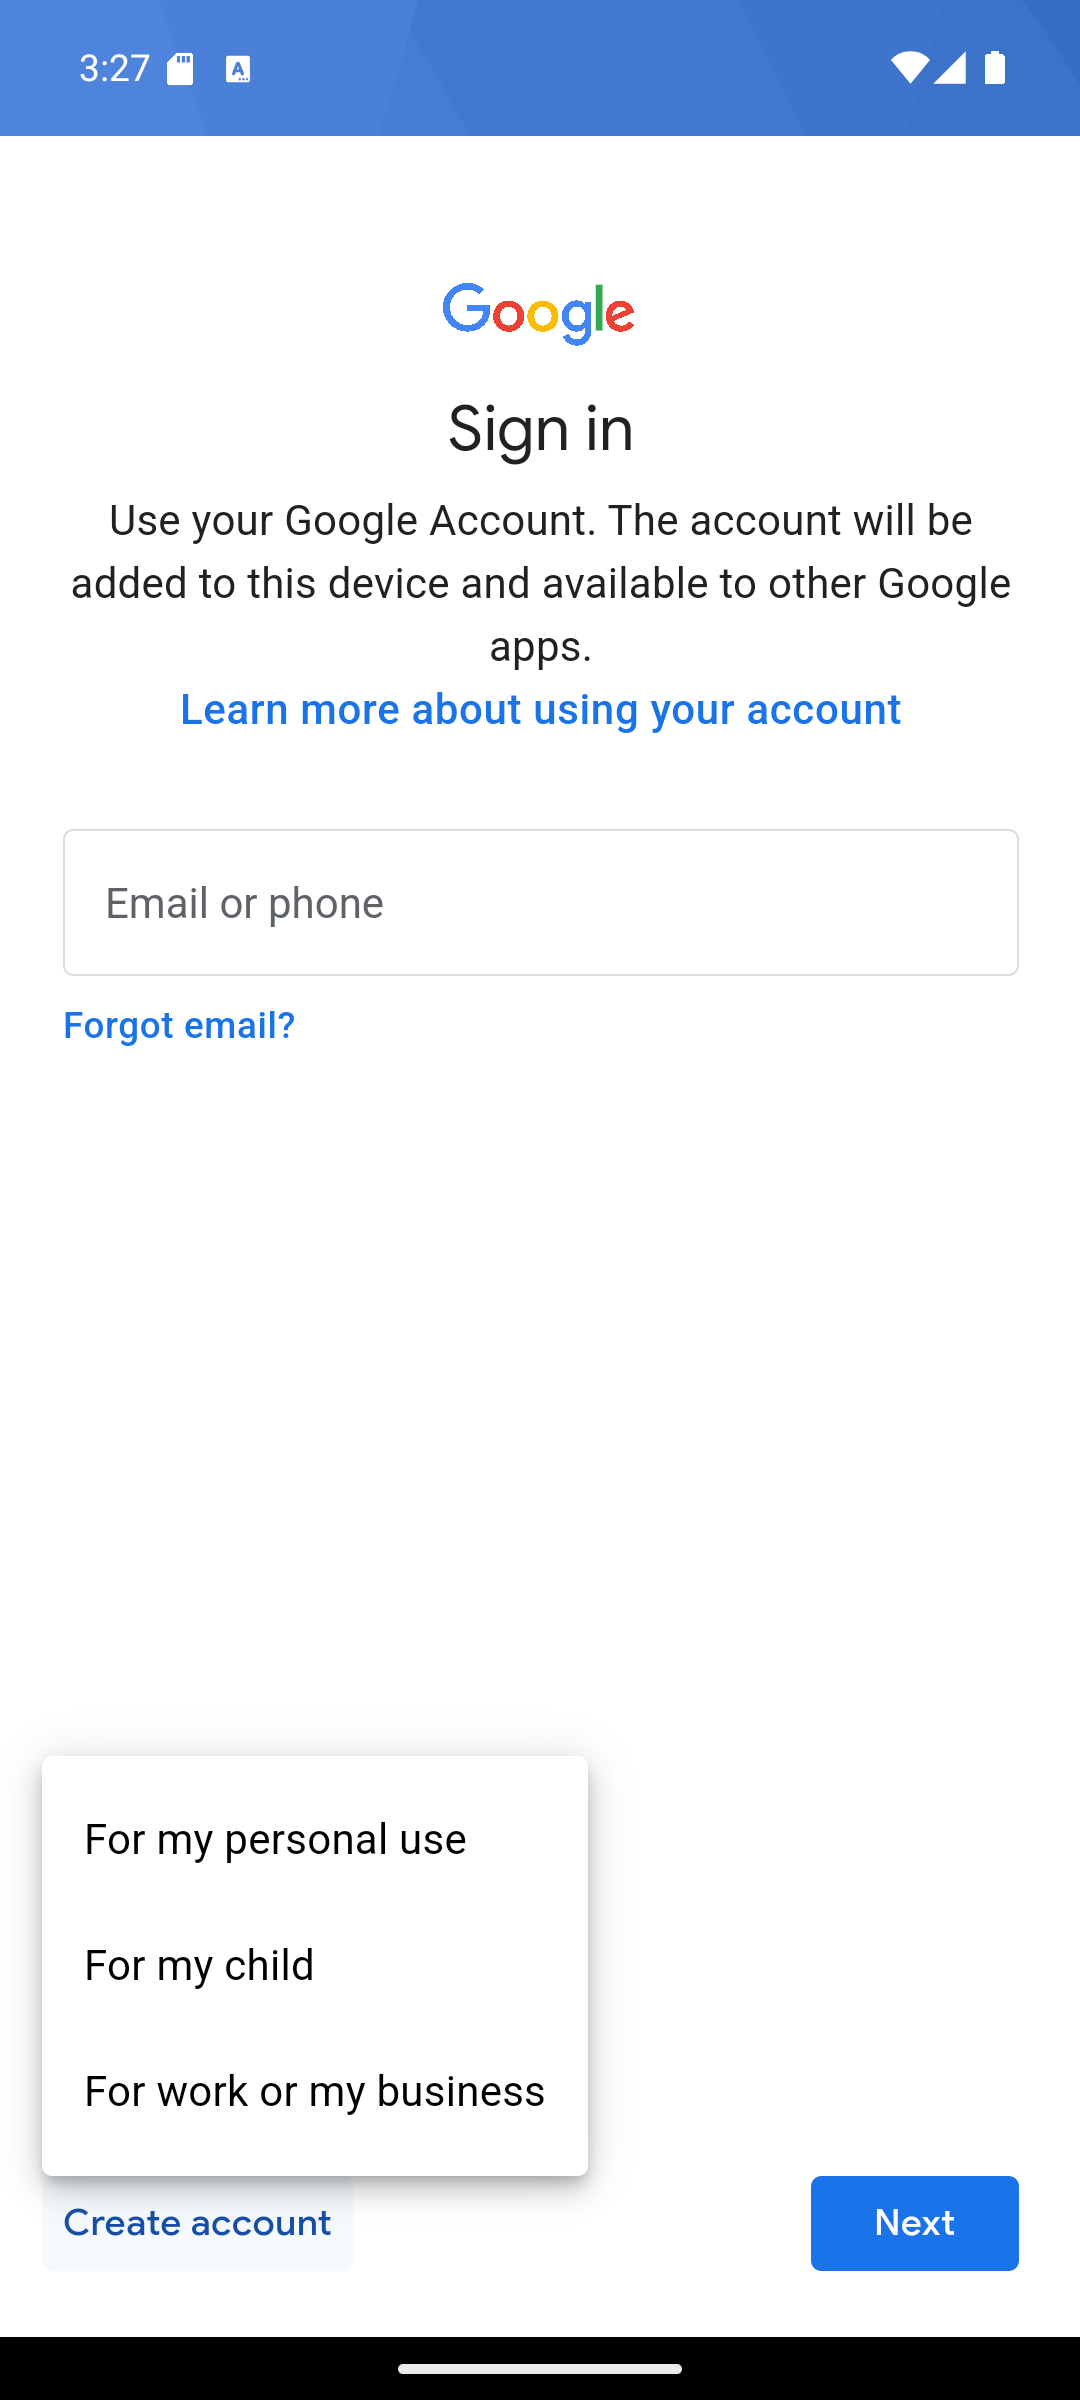 3:27
Google
Sign in
Use your Google Account. The account will be
added to this device and available to other Google
apps.
Learn more about using your account
Email or phone
Forgot email?
For my personal use
For my child
For work or my business
Create account
Next